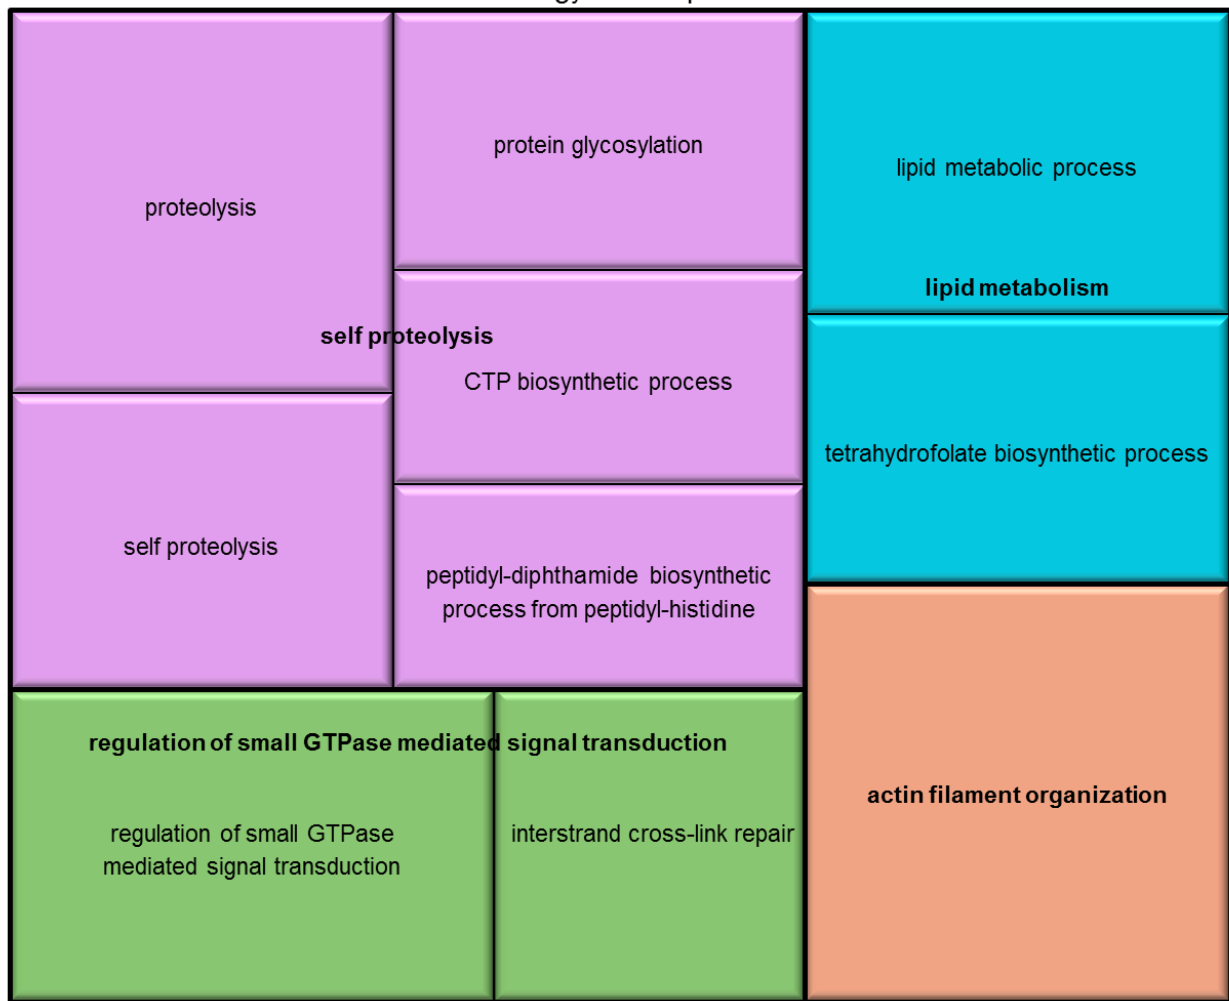 proteolysis
protein glycosylation
lipid metabolic process
lipid metabolism
self proteolysis
CTP biosynthetic process
tetrahydrofolate biosynthetic process
self proteolysis
peptidyl-diphthamide biosynthetic
process from peptidyl-histidine
regulation of small GTPase mediated signal transduction
actin filament organization
regulation of small GTPase
mediated signal transduction
interstrand cross-link repair